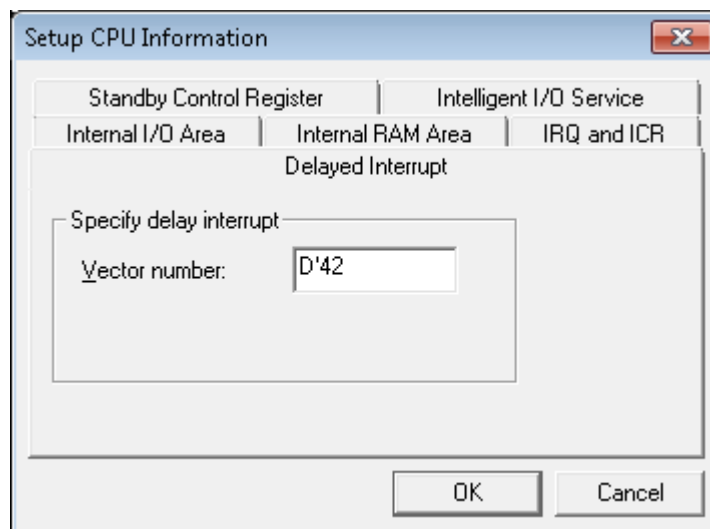 Setup CPU Information
Standby Control Register Intelligent I/O Service
Internal I/O Area Internal RAM Area IRQ and ICR
Delayed Interrupt
Specify delay interrupt
Vector number: D'42
OK Cancel